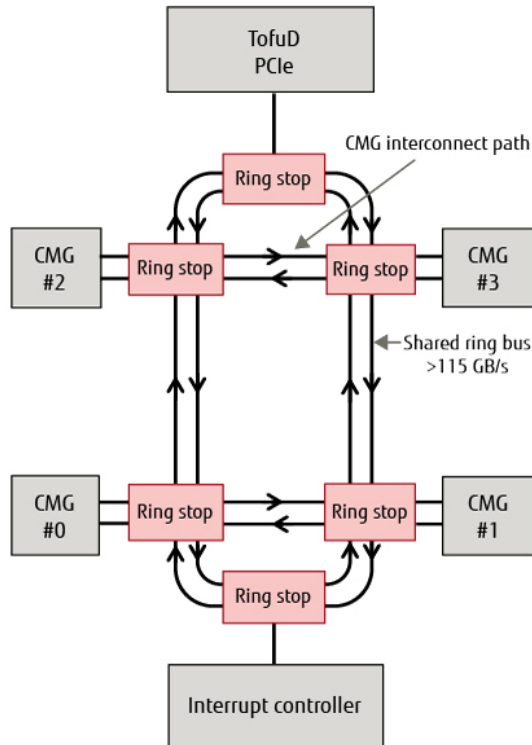 TofuD
PCIe
CMG interconnect path
Ring stop
CMG
#2
Ring stop
Ring stop
CMG
#3
Shared ring bus
>115 GB/s
CMG
#0
Ring stop
Ring stop
CMG
#1
Ring stop
Interrupt controller